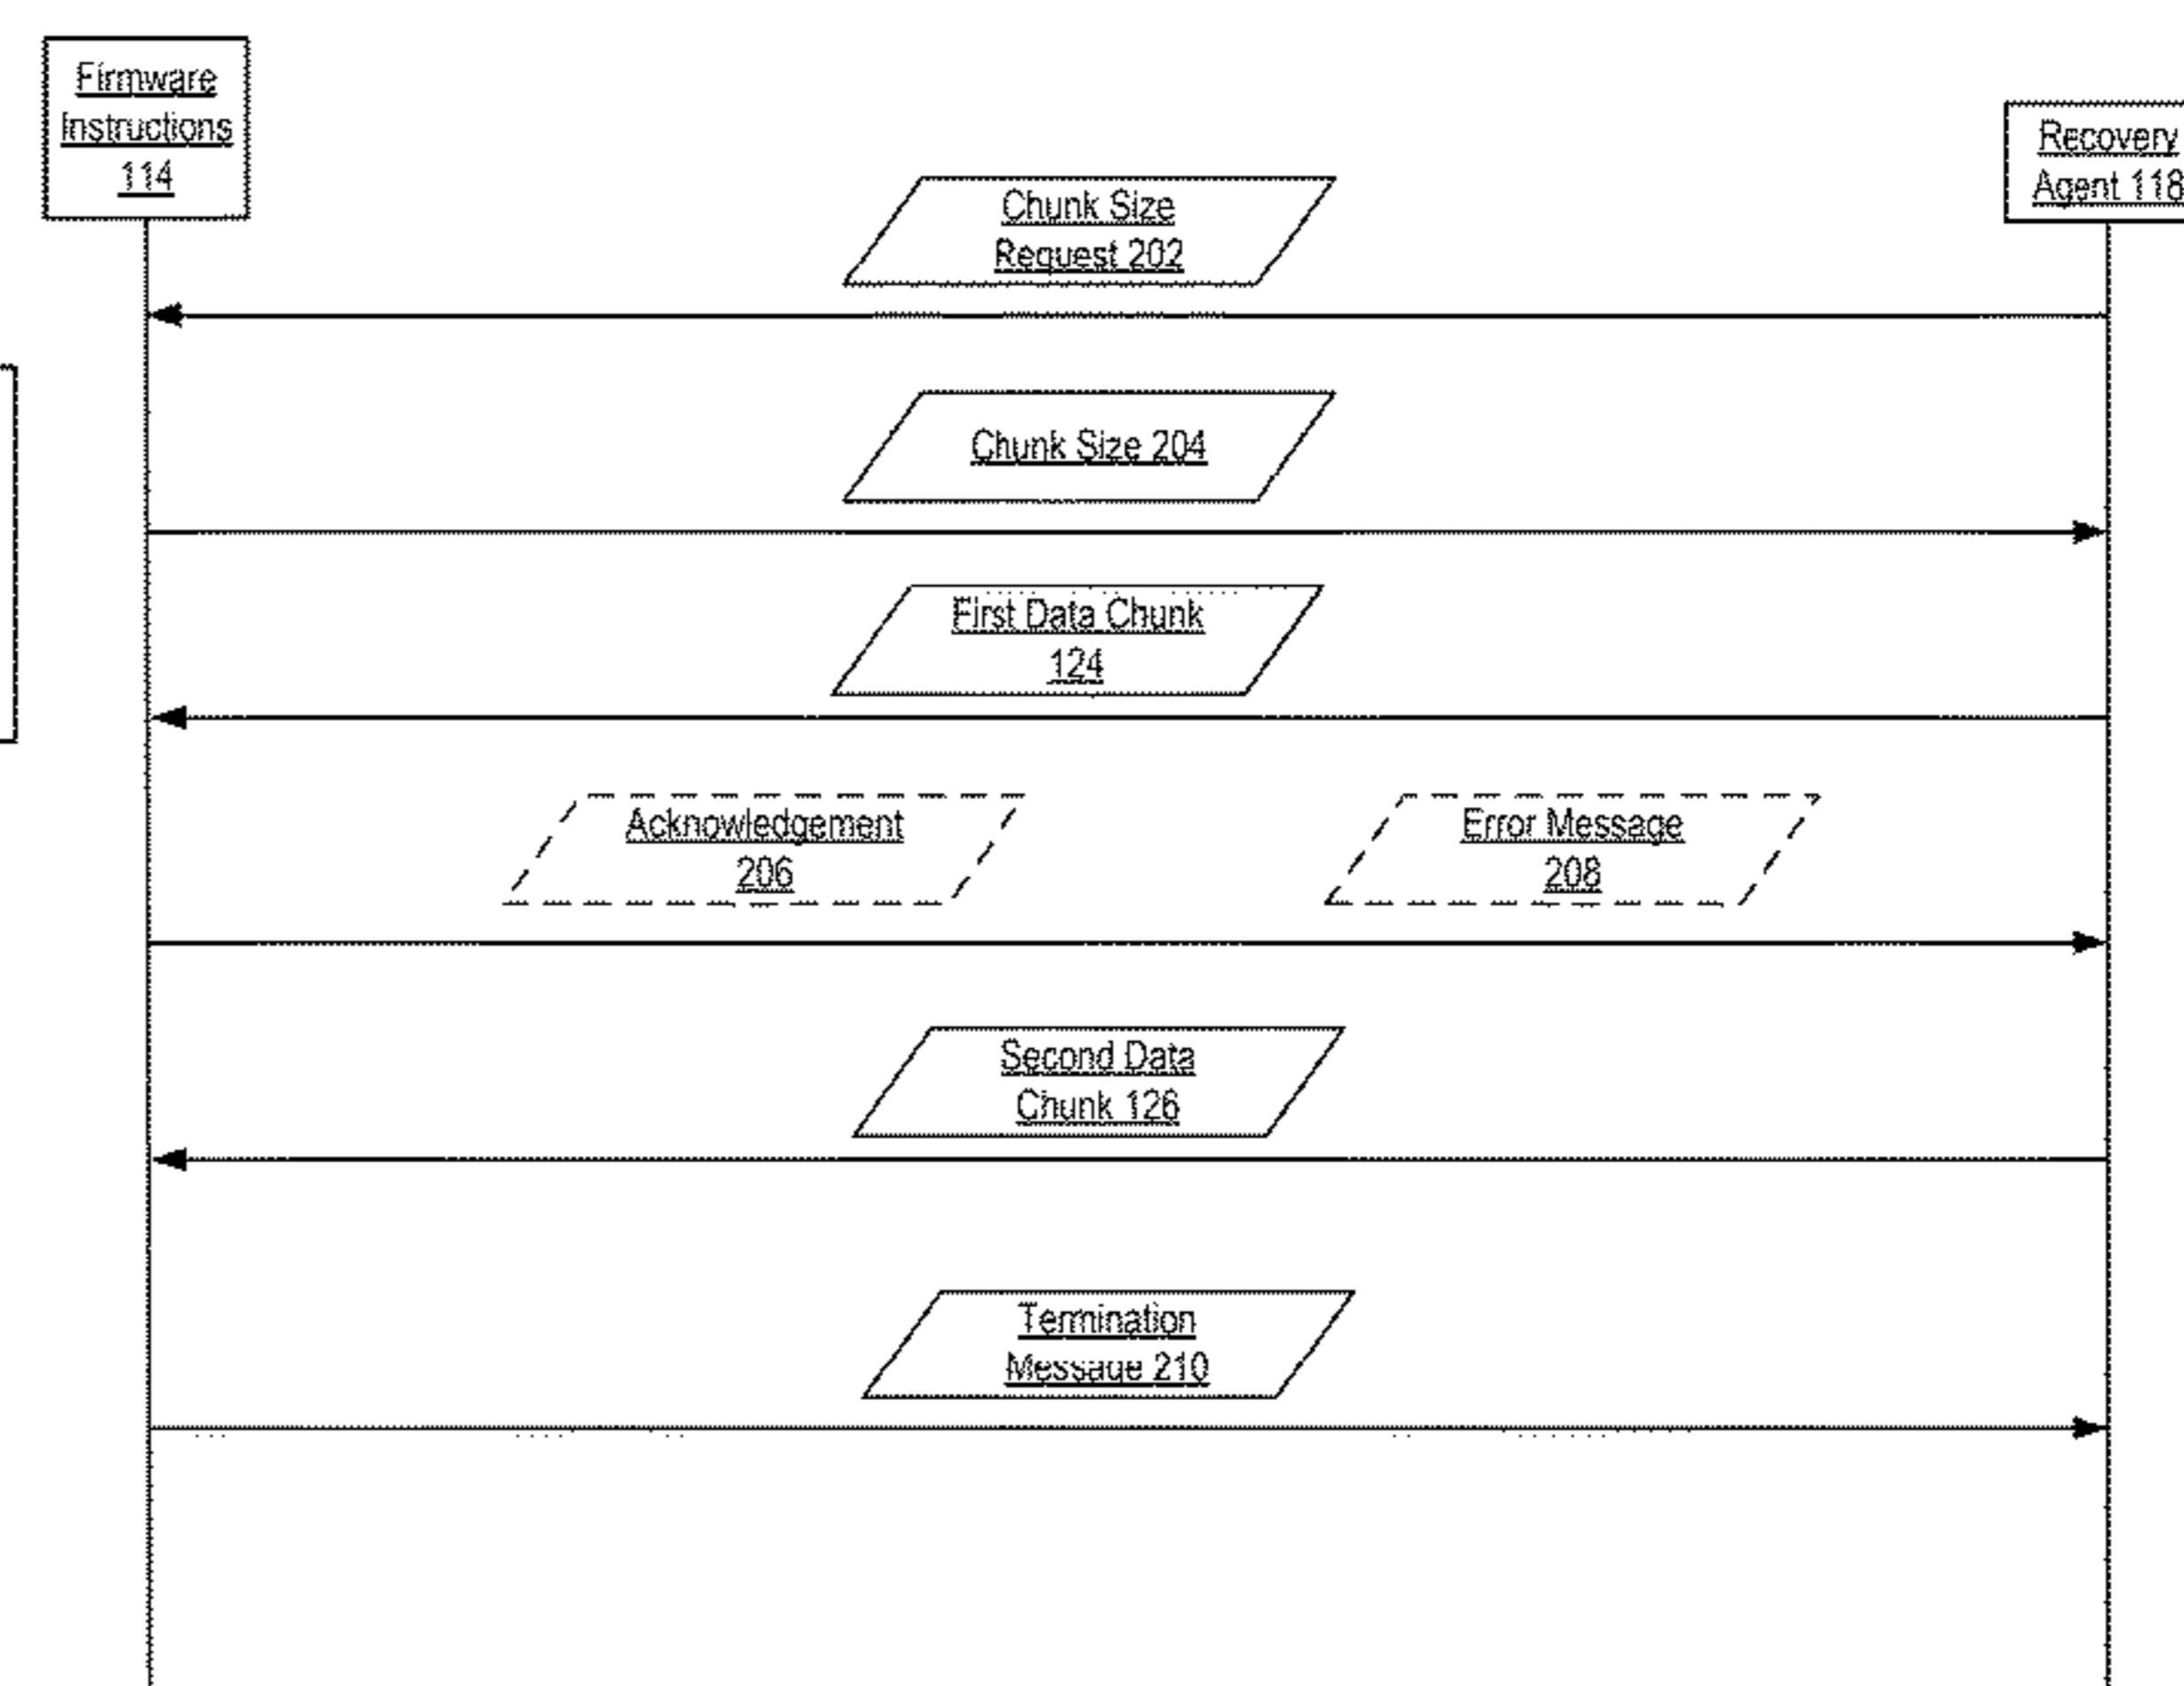 Firmware
Instructions
114
Recovery
Agent 118
Chunk Size
Request 202
Chunk Size 204
First Data Chunk
124
Acknowledgement
206
Error Message
208
Second Data
Chunk 126
Termination
Message 210